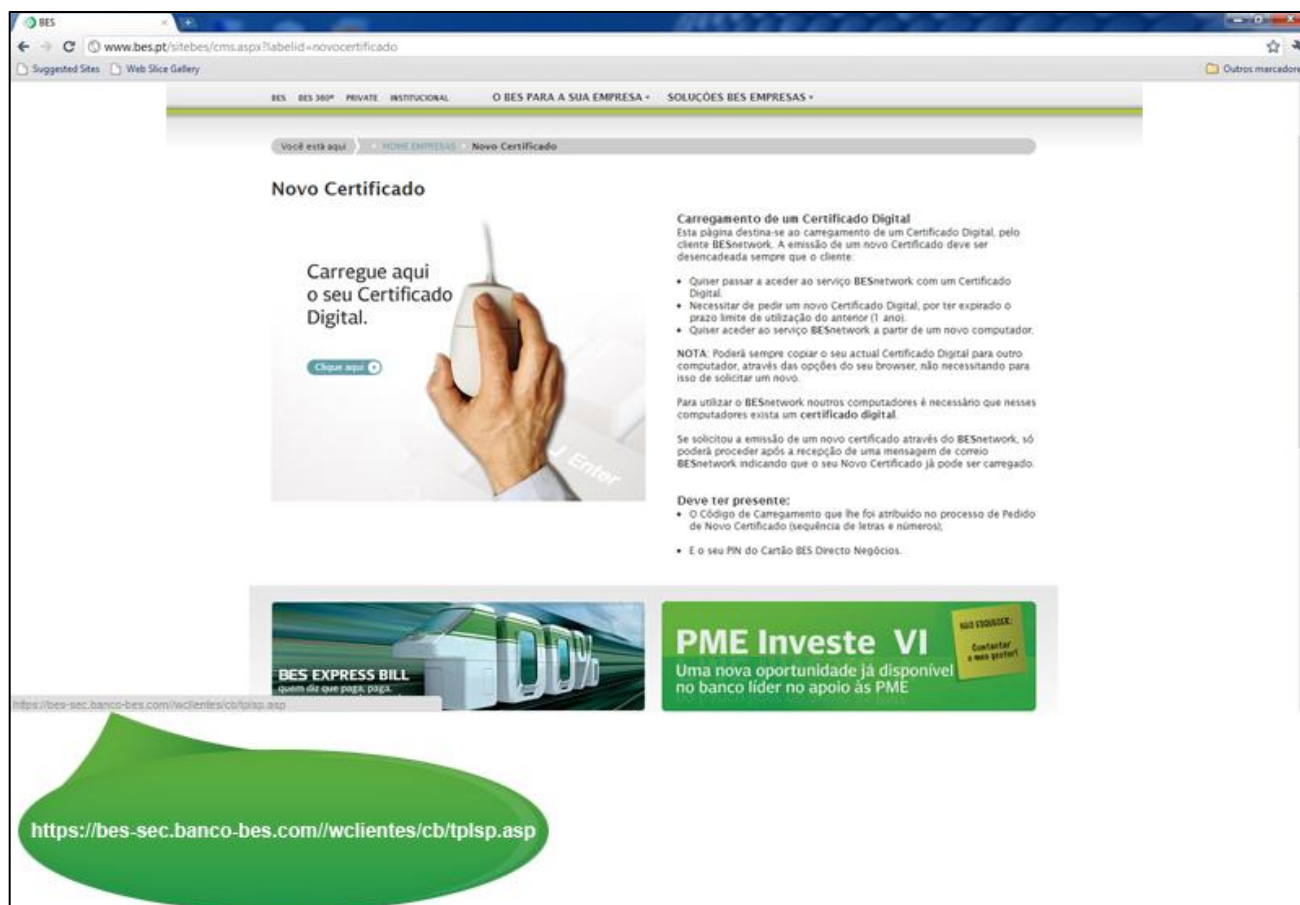 BES
www.bes.pt/sitebes/cms.aspx?labelid=novocertificado
Suggested Sites Web Slice Gallery Outros marcadore
BES BES 360º PRIVATE INSTITUCIONAL O BES PARA A SUA EMPRESA SOLUÇÕES BES EMPRESAS
Você está aqui HOME EMPRESAS Novo Certificado
Novo Certificado
Carregue aqui
o seu Certificado
Digital.
Clique aqui
Enter
Carregamento de um Certificado Digital
Esta página destina-se ao carregamento de um Certificado Digital, pelo
cliente BESnetwork. A emissão de um novo Certificado deve ser
desencadeada sempre que o cliente:
• Quiser passar a aceder ao serviço BESnetwork com um Certificado
Digital.
• Necessitar de pedir um novo Certificado Digital, por ter expirado o
prazo limite de utilização do anterior (1 ano).
• Quiser aceder ao serviço BESnetwork a partir de um novo computador.
NOTA: Poderá sempre copiar o seu actual Certificado Digital para outro
computador, através das opções do seu browser, não necessitando para
isso de solicitar um novo.
Para utilizar o BESnetwork noutros computadores é necessário que nesses
computadores exista um certificado digital.
Se solicitou a emissão de um novo certificado através do BESnetwork, só
poderá proceder após a recepção de uma mensagem de correio
BESnetwork indicando que o seu Novo Certificado já pode ser carregado.
Deve ter presente:
• O Código de Carregamento que lhe foi atribuído no processo de Pedido
de Novo Certificado (sequência de letras e números);
• E o seu PIN do Cartão BES Directo Negócios.
100%
BES EXPRESS BILL
quem diz que paga, paga.
PME Investe VI
Uma nova oportunidade já disponível
no banco líder no apoio às PME
NÃO ESQUECER:
Contactar
o meu gestor!
https://bes-sec.banco-bes.com//wclientes/cb/tplsp.asp
https://bes-sec.banco-bes.com//wclientes/cb/tplsp.asp